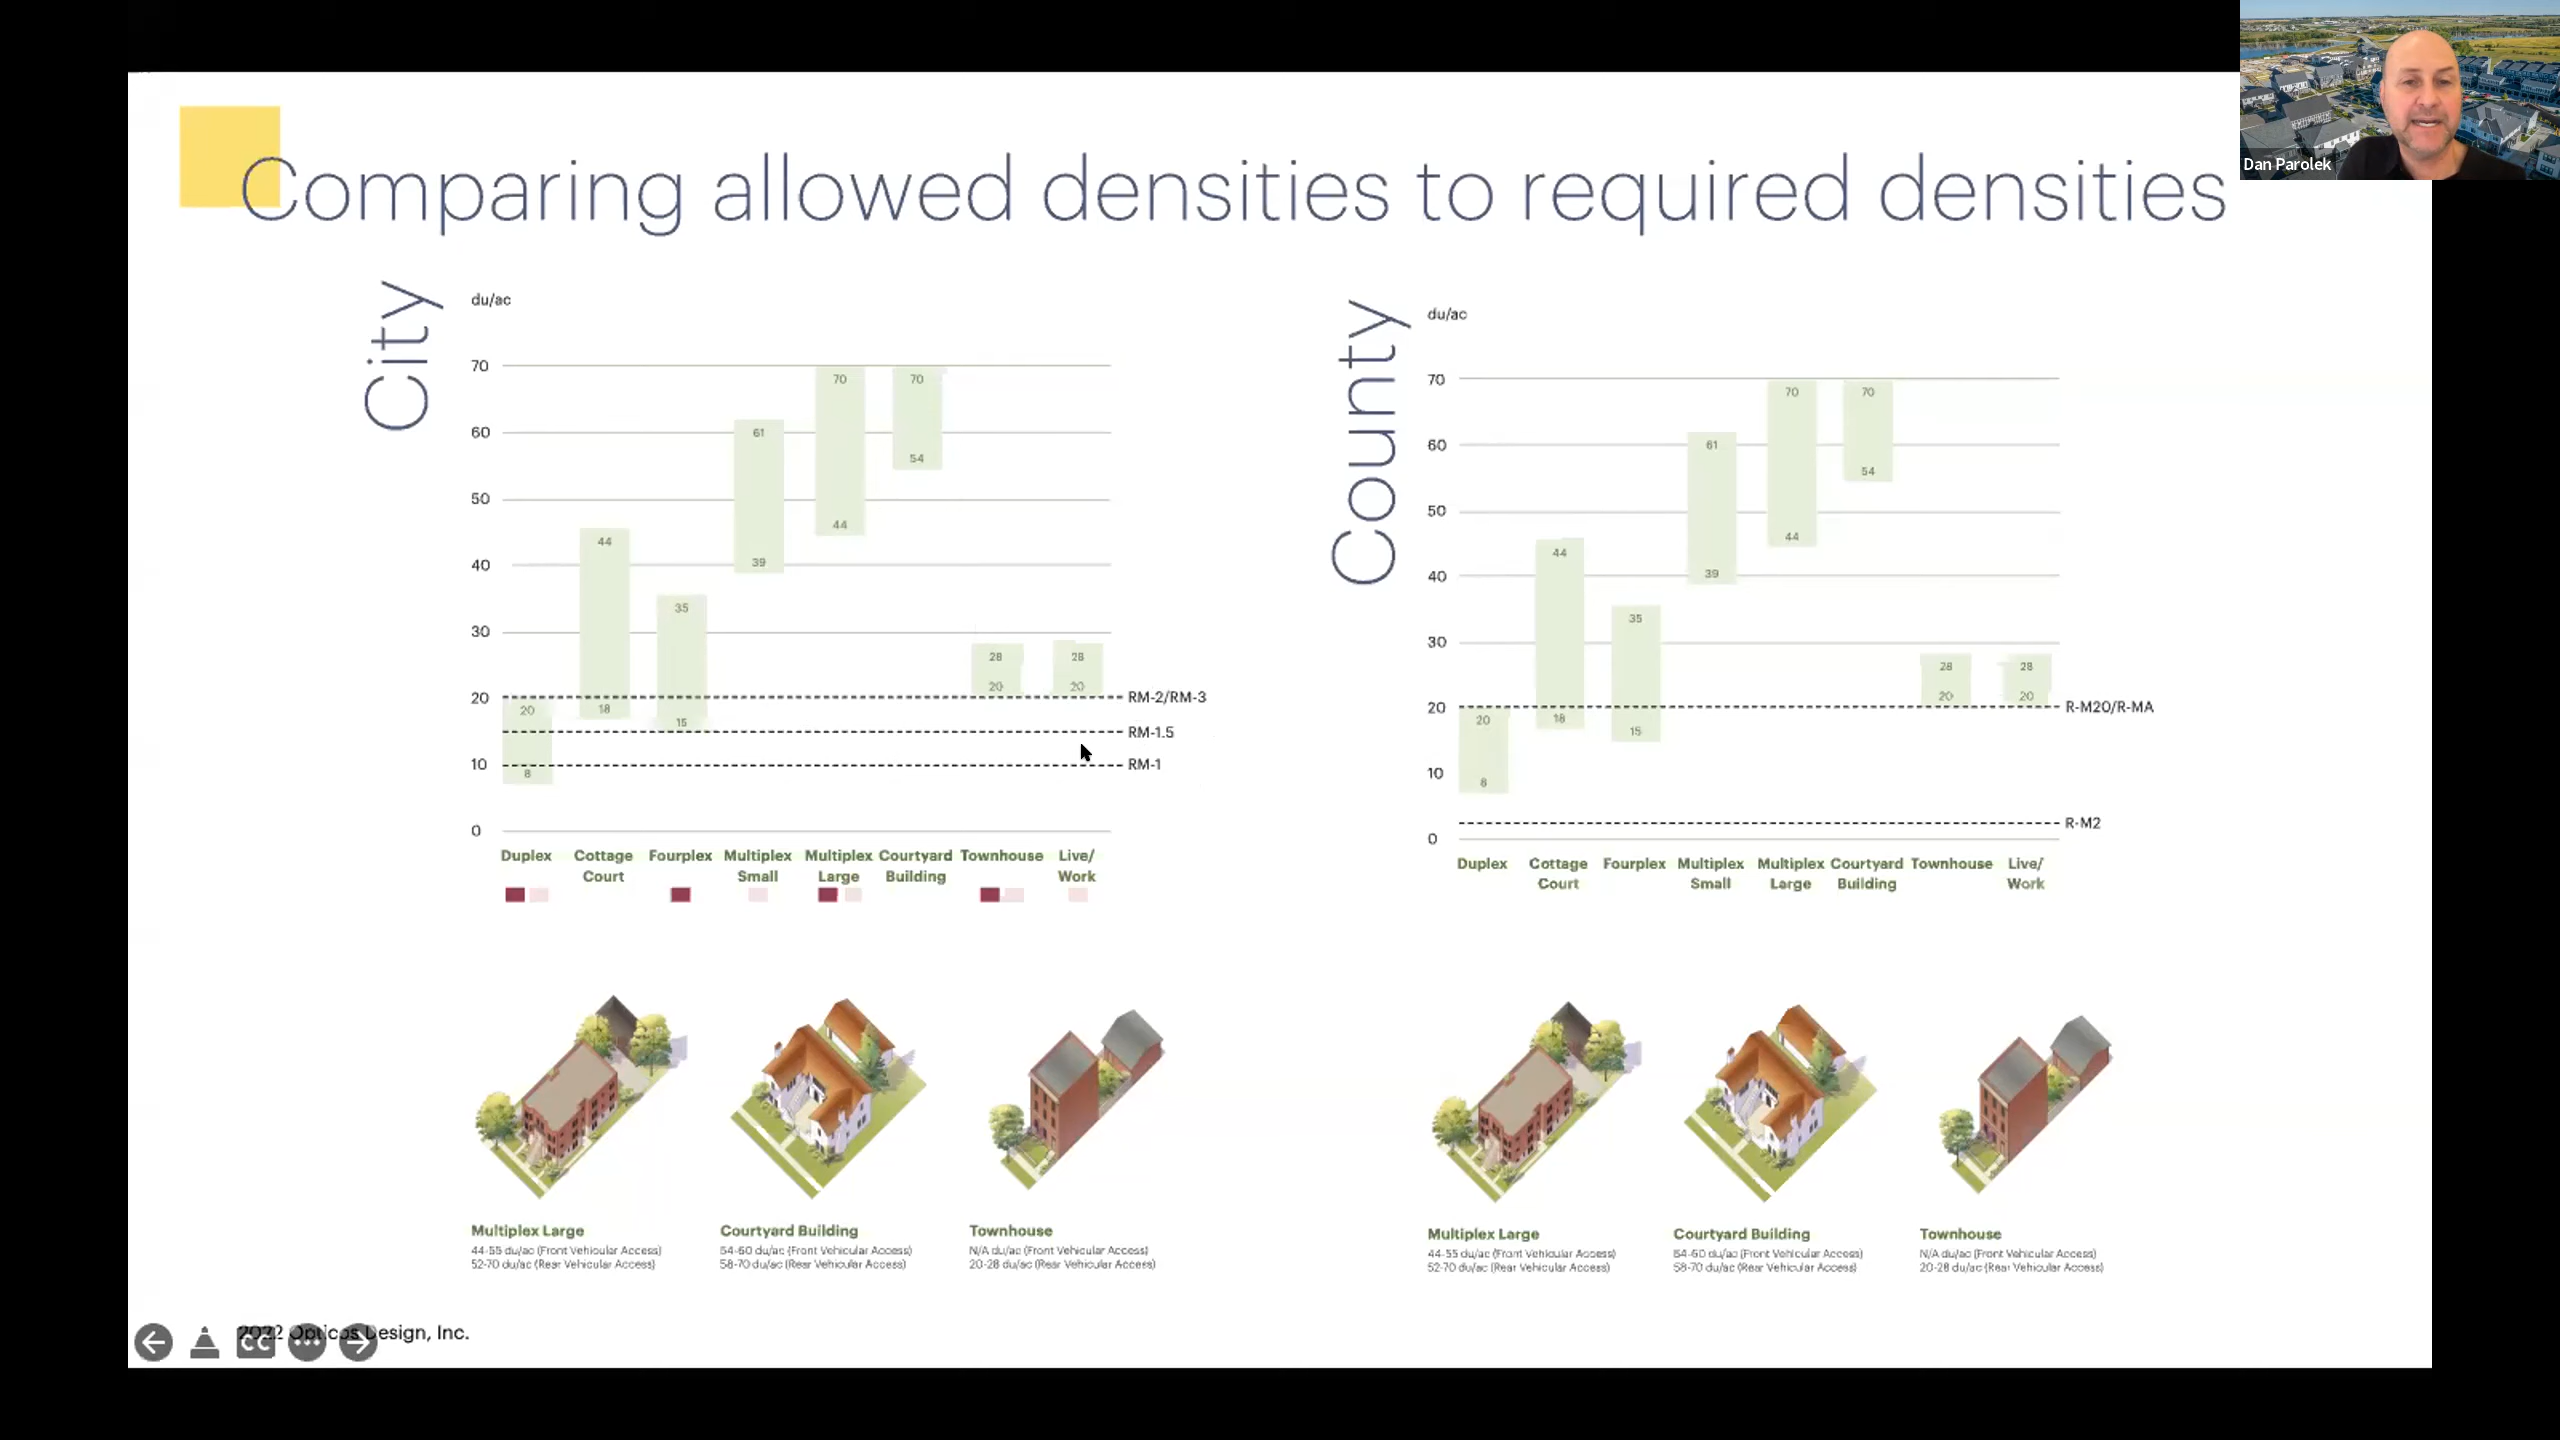 Dan Parolek
Comparing allowed densities to required densities
City
du/ac
70
60
50
40
30
20
10
0
20
8
44
18
35
15
61
39
70
44
70
54
28
20
28
20
RM-2/RM-3
RM-1.5
RM-1
Duplex
Cottage Court
Fourplex
Multiplex Small
Multiplex Large
Courtyard Building
Townhouse
Live/ Work
Multiplex Large
44-55 du/ac (Front Vehicular Access)
52-70 du/ac (Rear Vehicular Access)
Courtyard Building
54-60 du/ac (Front Vehicular Access)
58-70 du/ac (Rear Vehicular Access)
Townhouse
N/A du/ac (Front Vehicular Access)
20-28 du/ac (Rear Vehicular Access)
County
du/ac
70
60
50
40
30
20
10
0
20
8
44
18
35
15
61
39
70
44
70
54
28
20
28
20
R-M20/R-MA
R-M2
Duplex
Cottage Court
Fourplex
Multiplex Small
Multiplex Large
Courtyard Building
Townhouse
Live/ Work
Multiplex Large
44-55 du/ac (Front Vehicular Access)
52-70 du/ac (Rear Vehicular Access)
Courtyard Building
54-60 du/ac (Front Vehicular Access)
58-70 du/ac (Rear Vehicular Access)
Townhouse
N/A du/ac (Front Vehicular Access)
20-28 du/ac (Rear Vehicular Access)
2022 Opticos Design, Inc.
CC